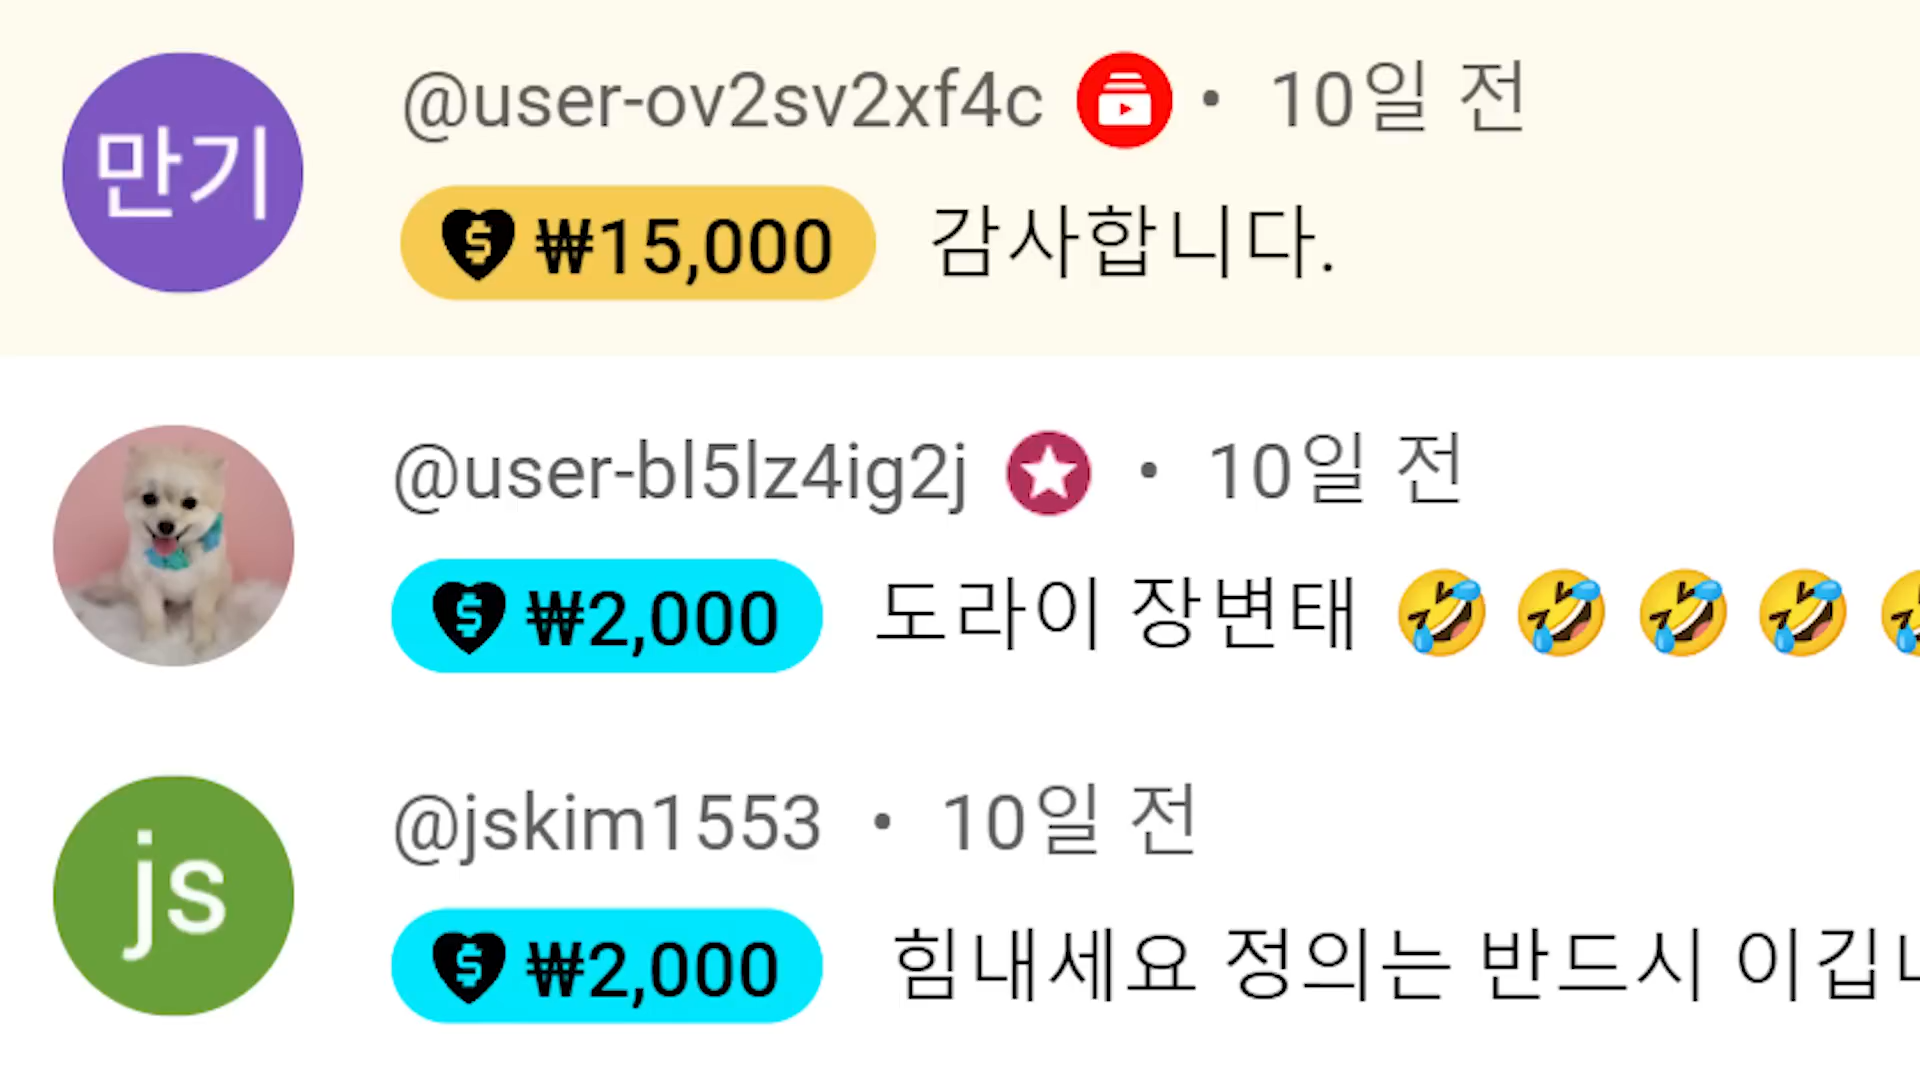 만기
@user-ov2sv2xf4c • 10일 전
₩15,000 감사합니다.
@user-bl5lz4ig2j • 10일 전
₩2,000 도라이 장변태 🤣🤣🤣🤣🤣
js
@jskim1553 • 10일 전
₩2,000 힘내세요 정의는 반드시 이깁